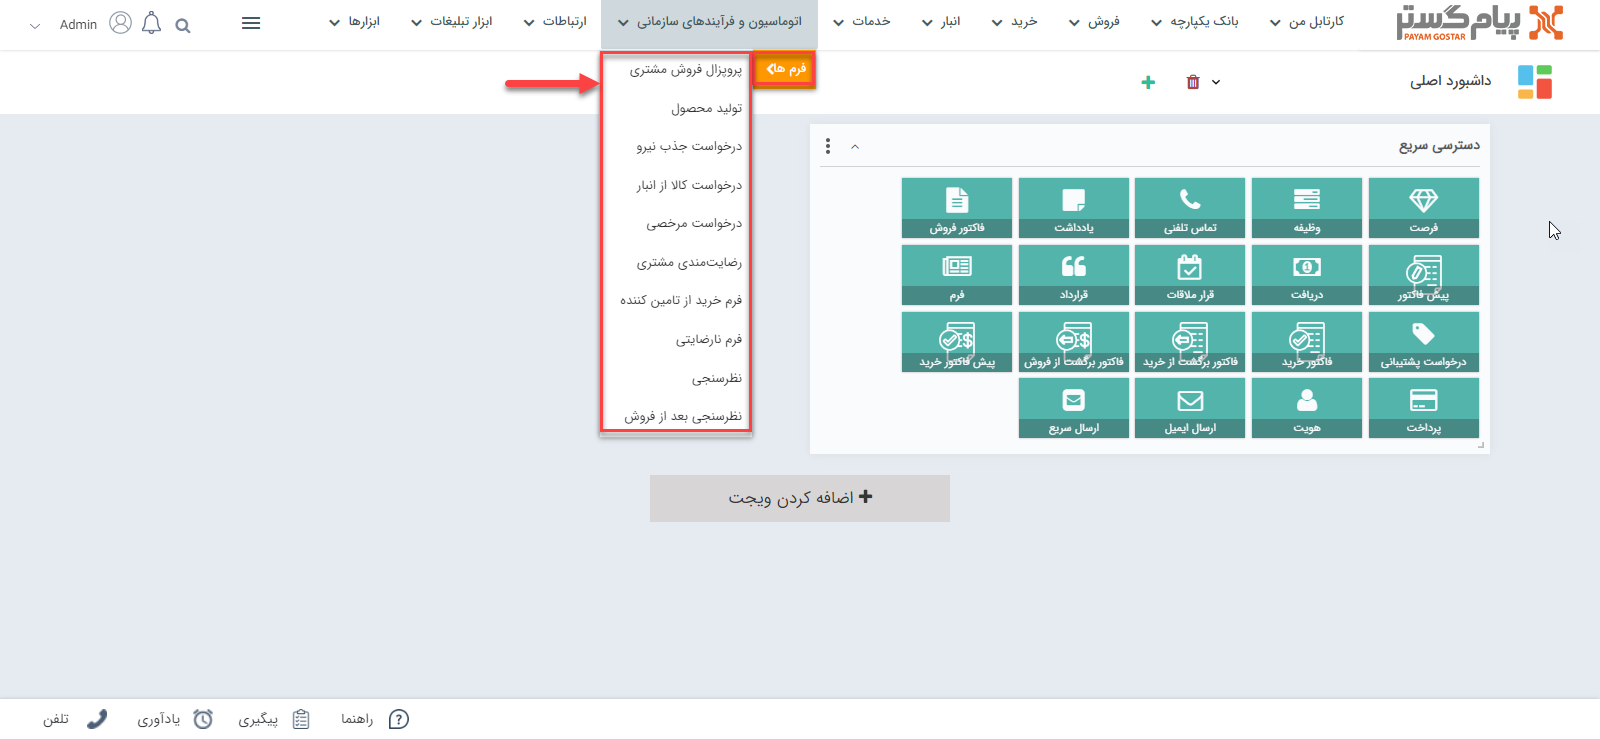 پیام‌گستر
PAYAM GOSTAR
کارتابل من
بانک یکپارچه
فروش
خرید
انبار
خدمات
اتوماسیون و فرآیندهای سازمانی
ارتباطات
ابزار تبلیغات
ابزارها
Admin
داشبورد اصلی
فرم ها
پروپزال فروش مشتری
تولید محصول
درخواست جذب نیرو
درخواست کالا از انبار
درخواست مرخصی
رضایت‌مندی مشتری
فرم خرید از تامین کننده
فرم نارضایتی
نظرسنجی
نظرسنجی بعد از فروش
دسترسی سریع
فرصت
وظیفه
تماس تلفنی
یادداشت
فاکتور فروش
پیش فاکتور
دریافت
قرار ملاقات
قرارداد
فرم
درخواست پشتیبانی
فاکتور خرید
فاکتور برگشت از خرید
فاکتور برگشت از فروش
پیش فاکتور خرید
پرداخت
هویت
ارسال ایمیل
ارسال سریع
اضافه کردن ویجت
راهنما
پیگیری
یادآوری
تلفن